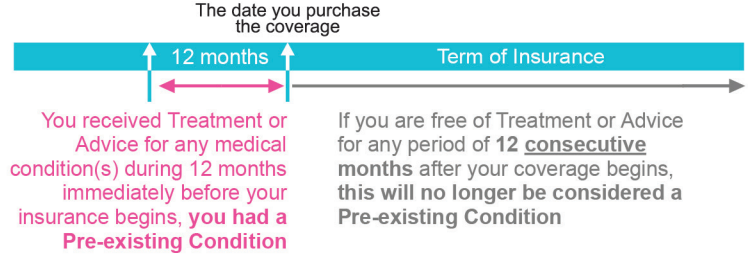 The date you purchase
the coverage
12 months
Term of Insurance
You received Treatment or
Advice for any medical
condition(s) during 12 months
immediately before your
insurance begins, you had a
Pre-existing Condition
If you are free of Treatment or Advice
for any period of 12 consecutive
months after your coverage begins,
this will no longer be considered a
Pre-existing Condition